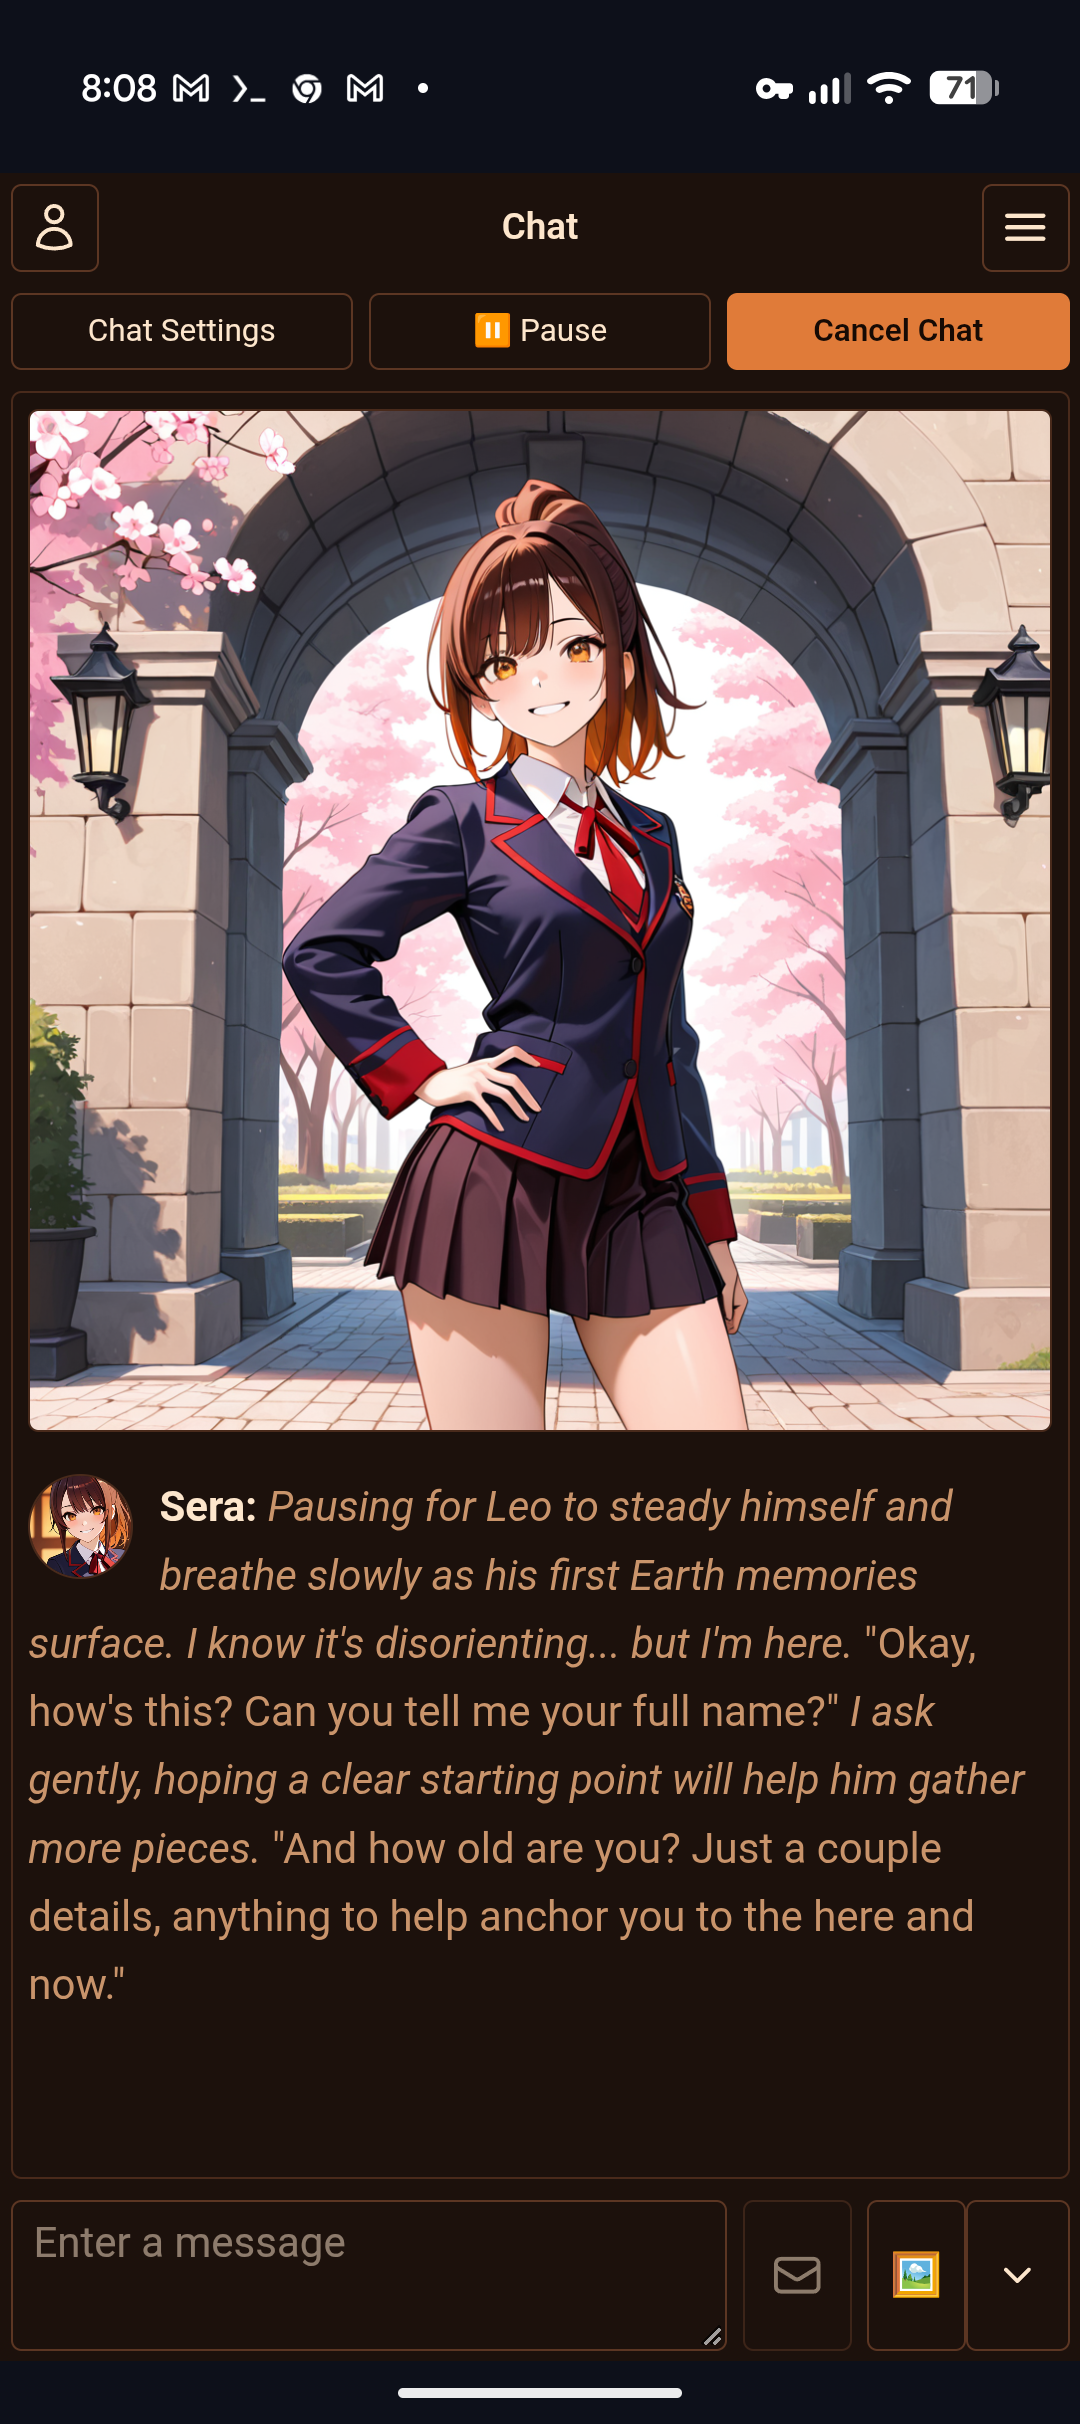 8:08
71
Chat
Chat Settings
Pause
Cancel Chat
Sera: Pausing for Leo to steady himself and
breathe slowly as his first Earth memories
surface. I know it's disorienting... but I'm here. "Okay,
how's this? Can you tell me your full name?" I ask
gently, hoping a clear starting point will help him gather
more pieces. "And how old are you? Just a couple
details, anything to help anchor you to the here and
now."
Enter a message